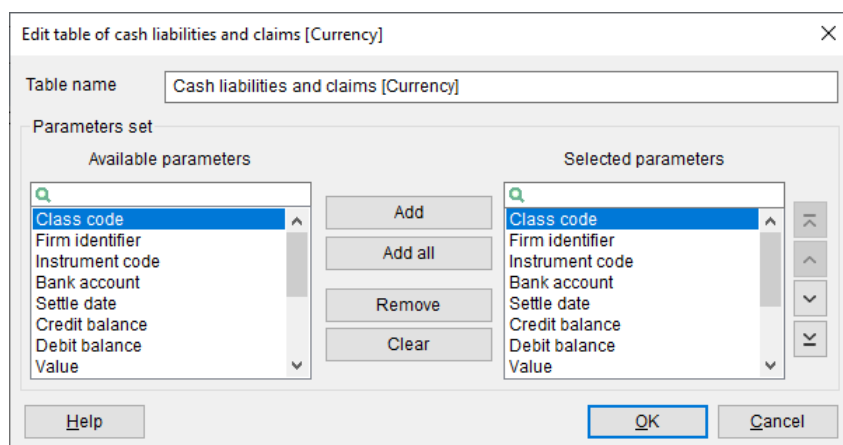 Edit table of cash liabilities and claims [Currency]
Table name
Cash liabilities and claims [Currency]
Parameters set
Available parameters
Class code
Firm identifier
Instrument code
Bank account
Settle date
Credit balance
Debit balance
Value
Add
Add all
Remove
Clear
Selected parameters
Class code
Firm identifier
Instrument code
Bank account
Settle date
Credit balance
Debit balance
Value
Help
OK
Cancel